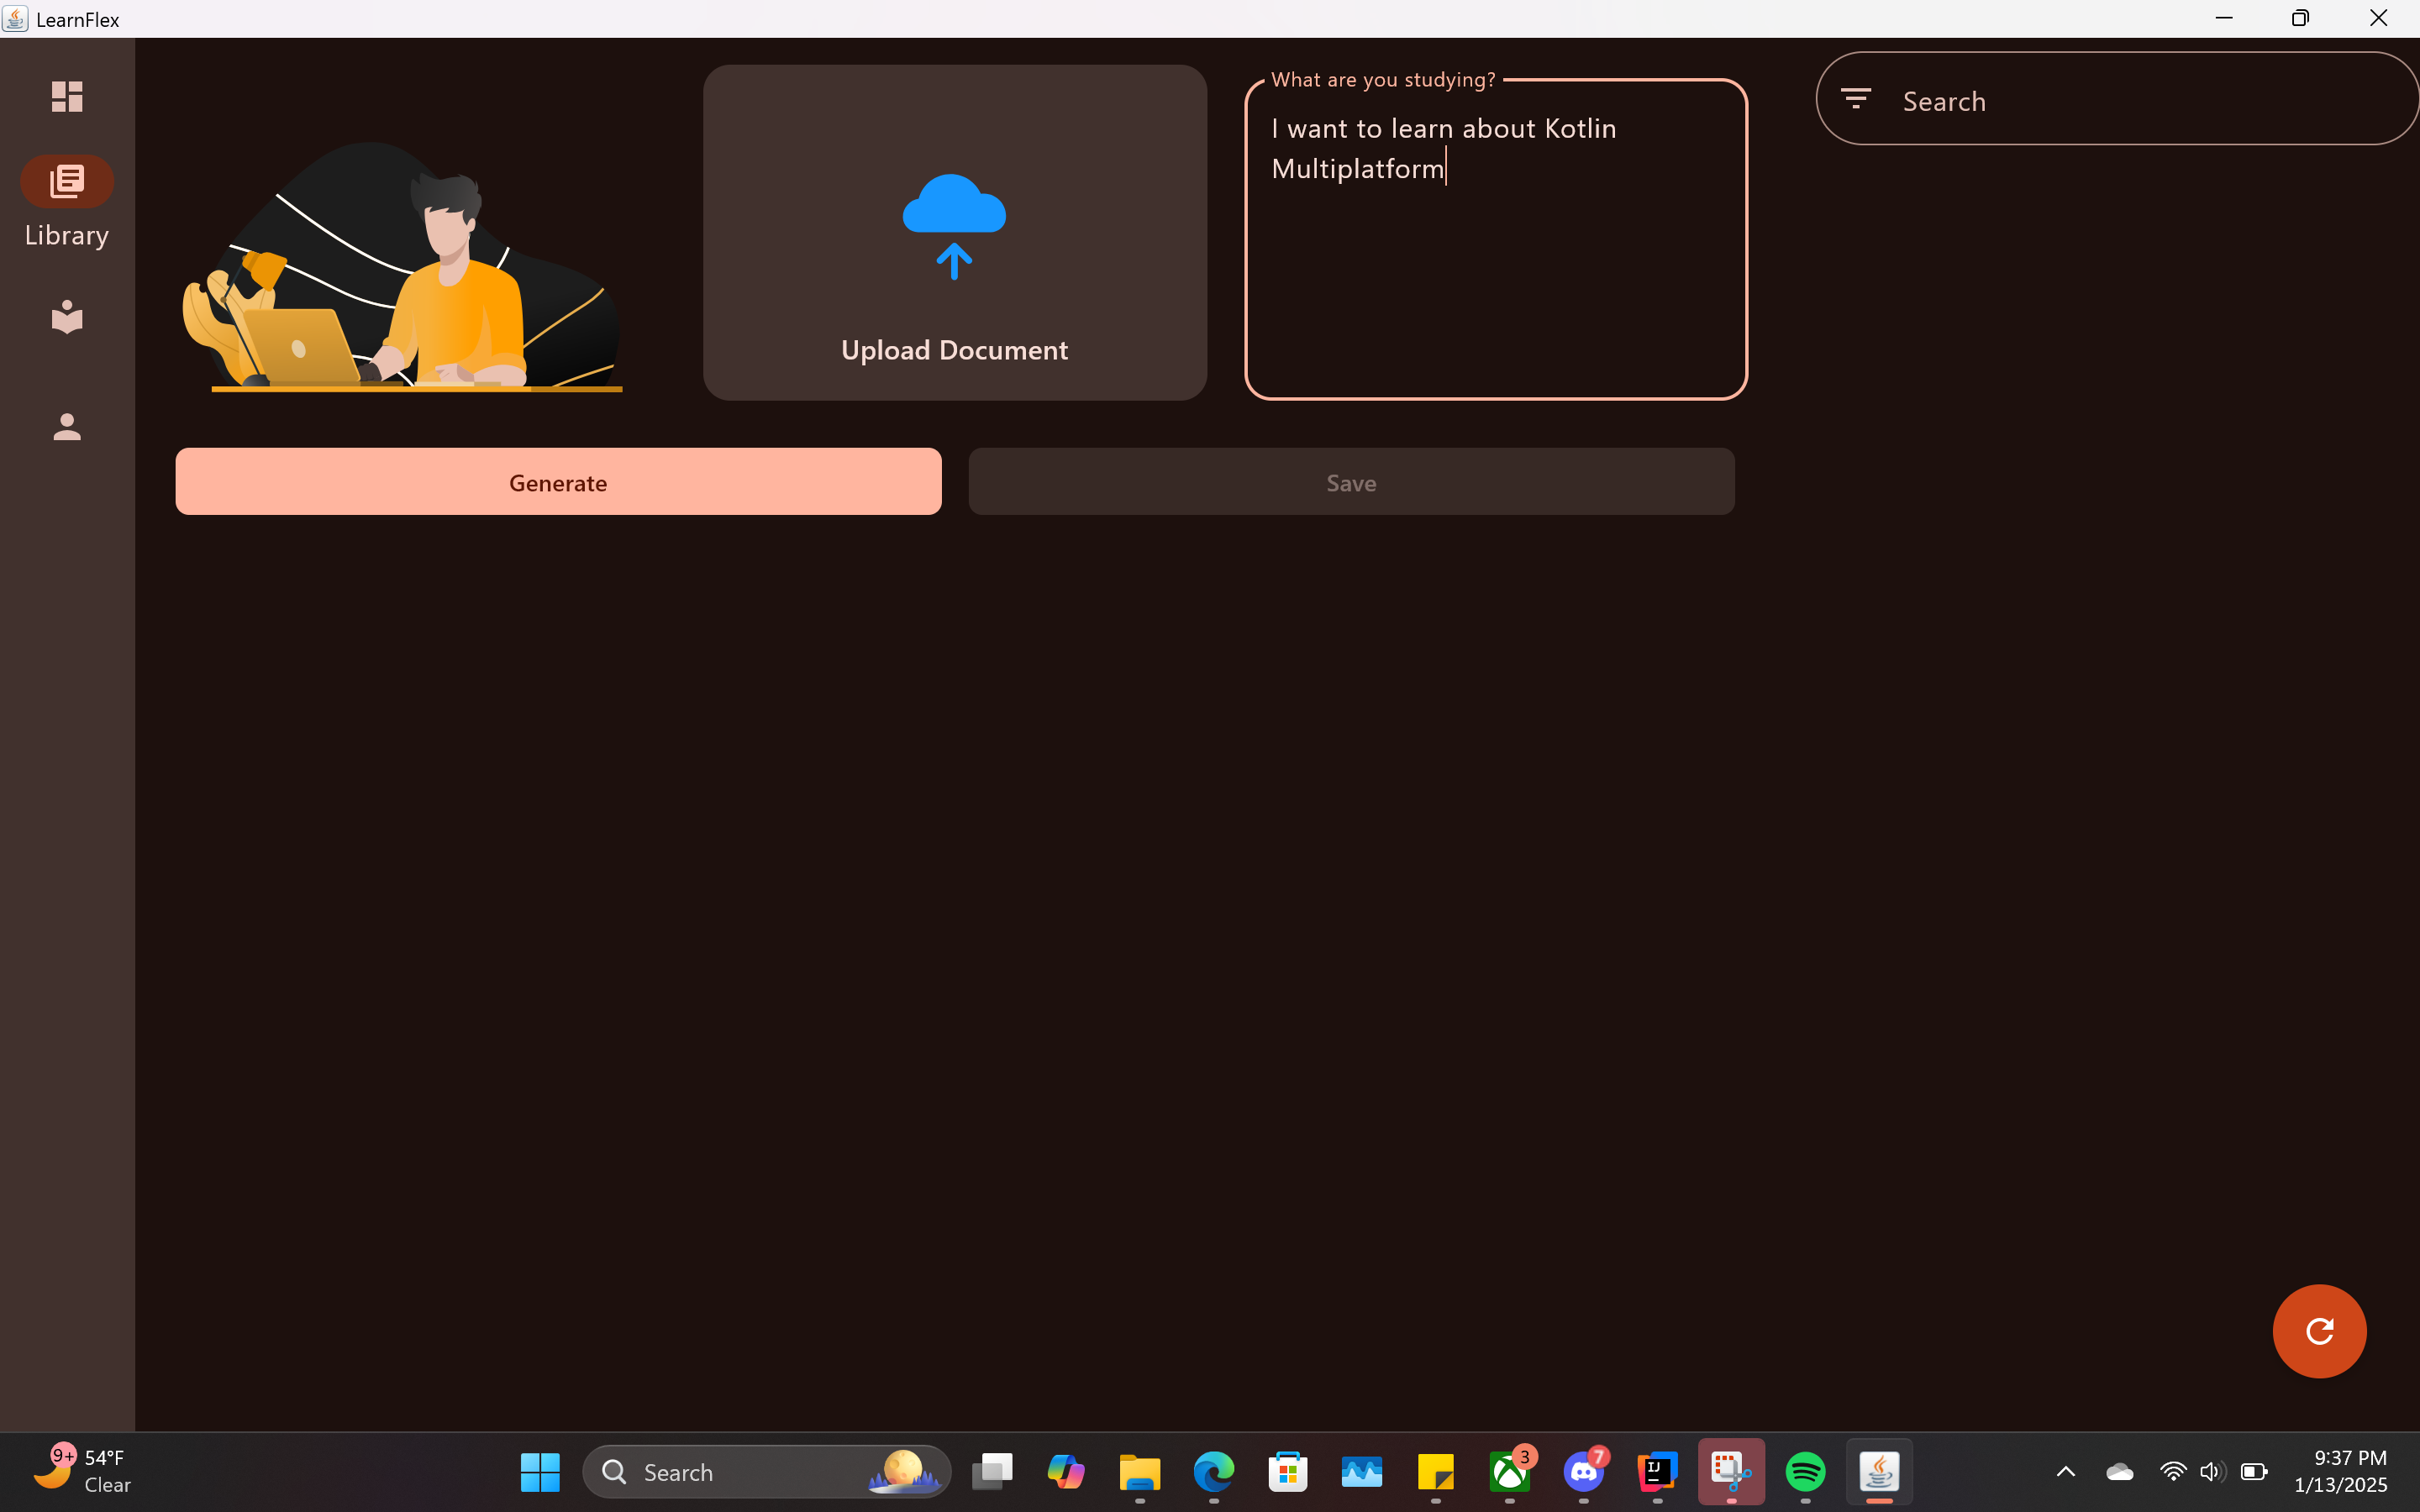 LearnFlex
Library
Upload Document
What are you studying?
I want to learn about Kotlin
Multiplatform
Search
Generate
Save
9+
54°F
Clear
Search
3
7
IJ
9:37 PM
1/13/2025